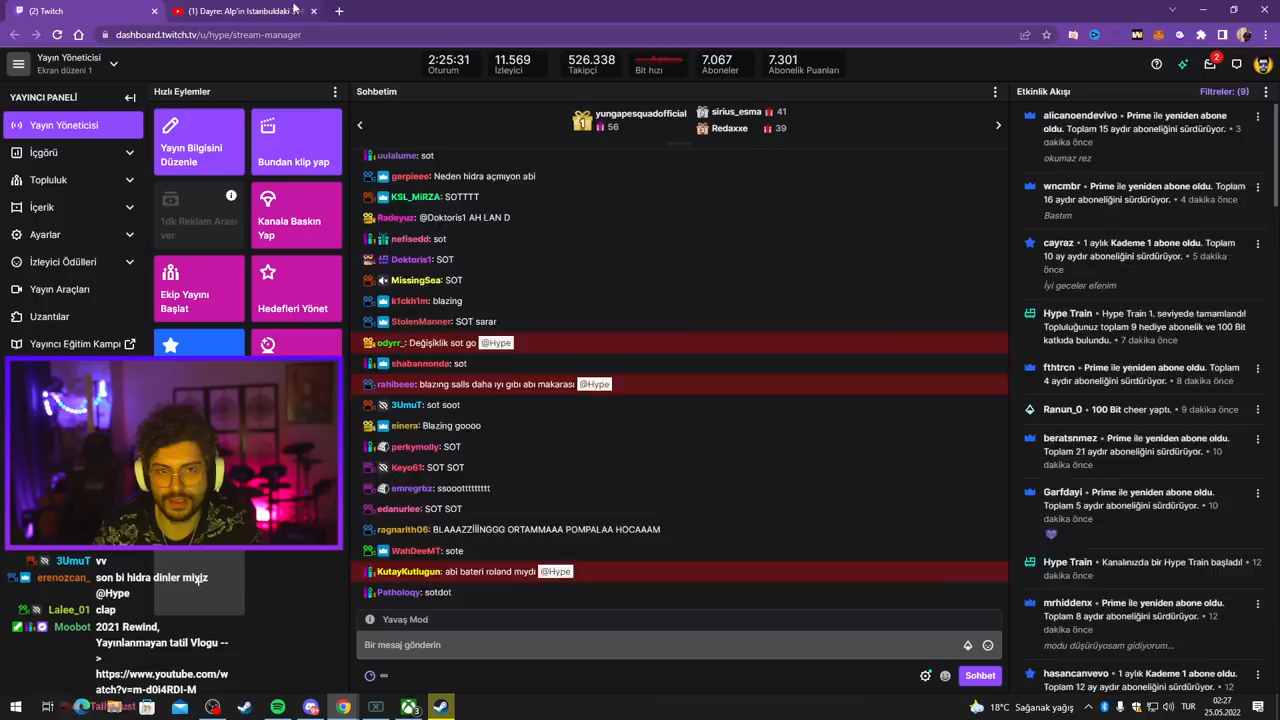 (2) Twitch
(1) Dayre: Alp'in İstanbuldaki
dashboard.twitch.tv/u/hype/stream-manager
Yayın Yöneticisi
Ekran düzeni 1
2:25:31
Oturum
11.569
İzleyici
526.338
Takipçi
Bit hızı
7.067
Aboneler
7.301
Abonelik Puanları
2
YAYINCI PANELİ
Yayın Yöneticisi
İçgörü
Topluluk
İçerik
Ayarlar
İzleyici Ödülleri
Yayın Araçları
Uzantılar
Yayıncı Eğitim Kampı
Hızlı Eylemler
Yayın Bilgisini
Düzenle
Bundan klip yap
1dk Reklam Arası
ver
Kanala Baskın
Yap
Ekip Yayını
Başlat
Hedefleri Yönet
3UmuT vv
erenozcan_ son bi hidra dinler miyiz
@Hype
Lalee_01 clap
Moobot 2021 Rewind,
Yayınlanmayan tatil Vlogu --
>
https://www.youtube.com/w
atch?v=m-d0i4RDI-M
Sohbetim
1
yungapesquadofficial
56
sirius_esma 41
Redaxxe 39
uulalume: sot
gerpieee: Neden hidra açmıyon abi
KSL_MiRZA: SOTTTT
Radeyuz: @Doktoris1 AH LAN D
nefisedd: sot
Doktoris1: SOT
MissingSea: SOT
k1ckh1m: blazing
StolenManner: SOT sarar
odyrr_: Değişiklik sot go @Hype
shabannonda: sot
rahibeee: blazıng saıls daha ıyı gıbı abı makarası @Hype
3UmuT: sot soot
einera: Blazing goooo
perkymolly: SOT
Keyo61: SOT SOT
emregrbz: ssoottttttttt
edanurlee: SOT SOT
ragnarlth06: BLAAAZZİİİNGGG ORTAMMAAA POMPALAA HOCAAAM
WahDeeMT: sote
KutayKutlugun: abi bateri roland mıydı @Hype
Patholoqy: sotdot
Yavaş Mod
Bir mesaj gönderin
Sohbet
Etkinlik Akışı
Filtreler: (9)
alicanoendevivo • Prime ile yeniden abone
oldu. Toplam 15 aydır aboneliğini sürdürüyor. • 3
dakika önce
okumaz rez
wncmbr • Prime ile yeniden abone oldu. Toplam
16 aydır aboneliğini sürdürüyor. • 4 dakika önce
Bastım
cayraz • 1 aylık Kademe 1 abone oldu. Toplam
10 ay aydır aboneliğini sürdürüyor. • 5 dakika
önce
İyi geceler efenim
Hype Train • Hype Train 1. seviyede tamamlandı!
Topluluğunuz toplam 9 hediye abonelik ve 100 Bit
katkıda bulundu. • 7 dakika önce
fthtrcn • Prime ile yeniden abone oldu. Toplam
4 aydır aboneliğini sürdürüyor. • 8 dakika önce
Ranun_0 • 100 Bit cheer yaptı. • 9 dakika önce
beratsnmez • Prime ile yeniden abone oldu.
Toplam 21 aydır aboneliğini sürdürüyor. • 10
dakika önce
Garfdayi • Prime ile yeniden abone oldu.
Toplam 5 aydır aboneliğini sürdürüyor. • 10
dakika önce
Hype Train • Kanalınızda bir Hype Train başladı! • 12
dakika önce
mrhiddenx • Prime ile yeniden abone oldu.
Toplam 8 aydır aboneliğini sürdürüyor. • 12
dakika önce
modu düşürüyosam gidiyorum...
hasancanvevo • 1 aylık Kademe 1 abone oldu.
Toplam 12 ay aydır aboneliğini sürdürüyor. • 12
18°C Sağanak yağış
TUR
02:27
25.05.2022